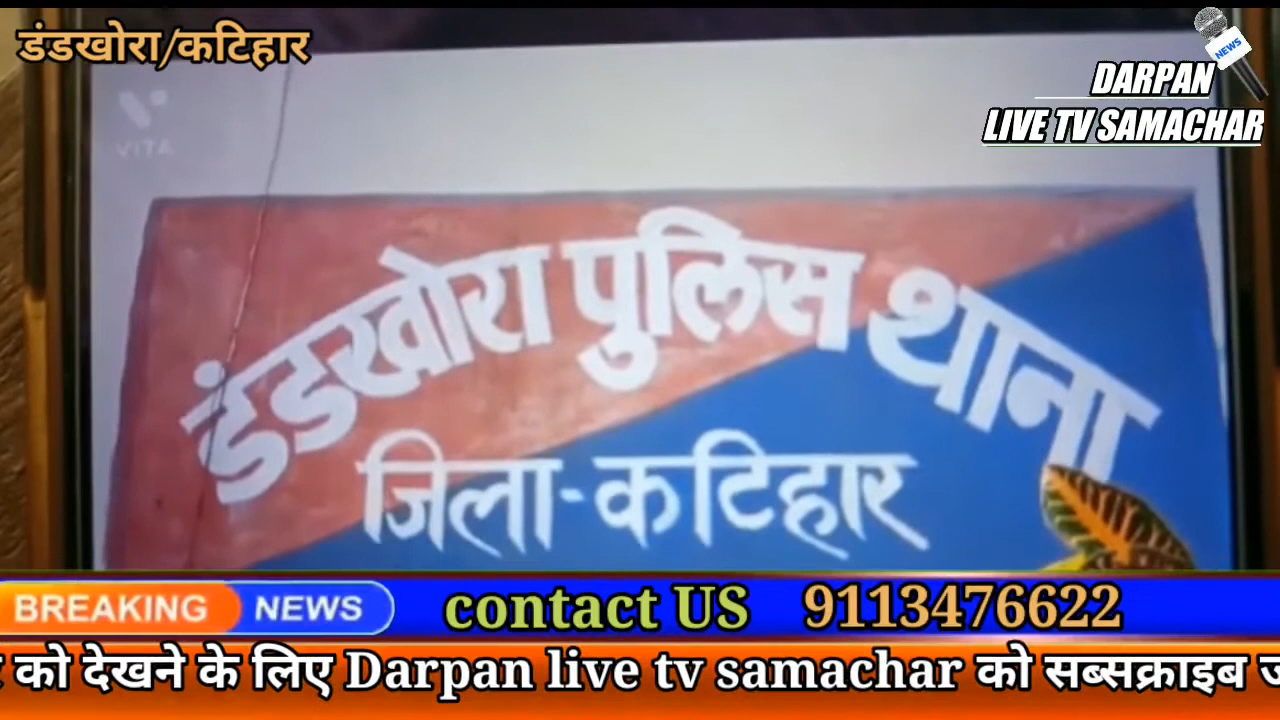 डंडखोरा/कटिहार
NEWS
DARPAN
LIVE TV SAMACHAR
VITA
डंडखोरा पुलिस थाना
जिला-कटिहार
BREAKING NEWS
contact US 9113476622
को देखने के लिए Darpan live tv samachar को सब्सक्राइब